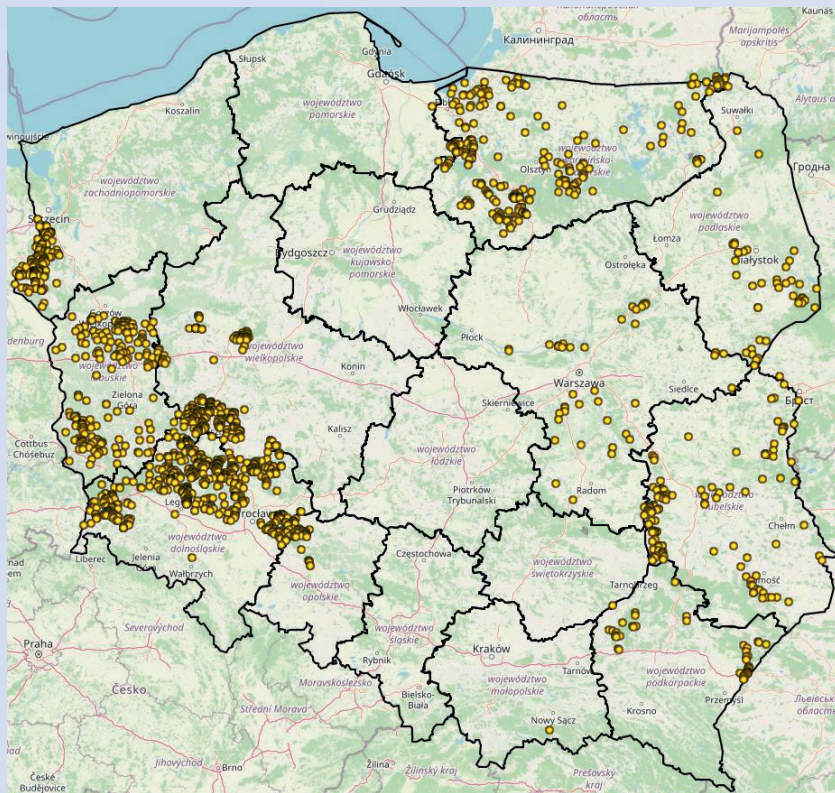 Калининград
область
Kaunas
Marijampolės
apskritis
Alytaus a
Gdynia
Słupsk
Gdańsk
Koszalin
Suwałki
województwo
pomorskie
Гродна
województwo
zachodniopomorskie
Olsztyn
Grudziądz
województwo
podlaskie
Łomża
województwo
kujawsko-
pomorskie
Ostrołęka
Włocławek
Płock
województwo
wielkopolskie
Konin
Warszawa
Siedlce
Zielona
Góra
Skierniewice
Kalisz
Cottbus
- Chóśebuz
województwo
łódzkie
Piotrków
Trybunalski
Radom
Chełm
województwo
dolnośląskie
Liberec
Jelenia
Wałbrzych
Częstochowa
województwo
świętokrzyskie
województwo
opolskie
Tarnobrzeg
Severovýchod
województwo
śląskie
Praha
Kraków
Rybnik
województwo
małopolskie
Tarnów
województwo
podkarpackie
Przemyśl
Львівська
област
Česko
Moravskoslezsko
Bielsko-
Biała
Krosno
Střední Morava
Nowy Sącz
Jihovýchod
Brno
Žilina
Žilinský kraj
Prešovský
kraj
České
Budějovice